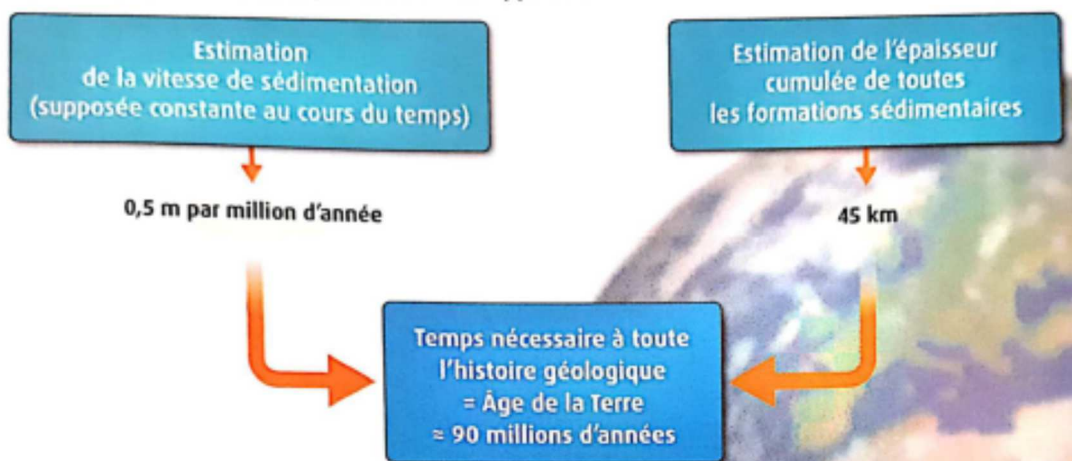 Estimation
de la vitesse de sédimentation
(supposée constante au cours du temps)
Estimation de l'épaisseur
cumulée de toutes
les formations sédimentaires
0,5 m par million d'année
45 km
Temps nécessaire à toute
l'histoire géologique
= Âge de la Terre
≈ 90 millions d'années